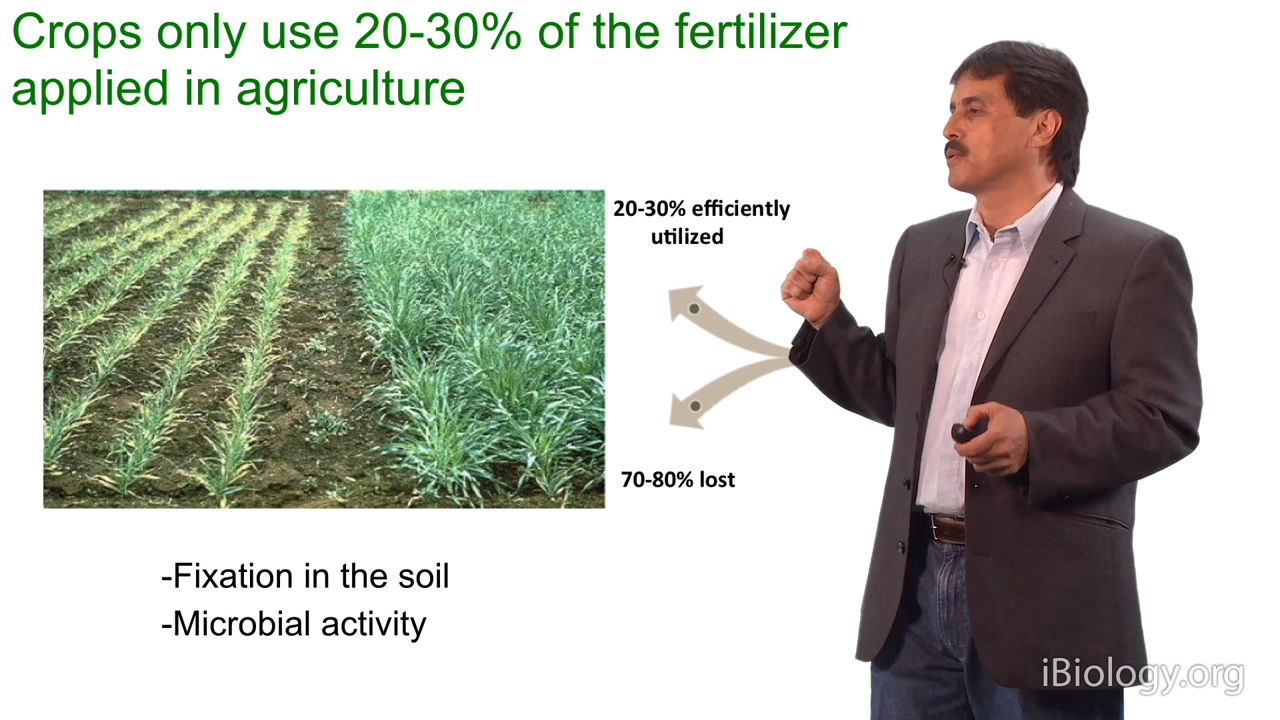 Crops only use 20-30% of the fertilizer
applied in agriculture
20-30% efficiently
utilized
70-80% lost
-Fixation in the soil
-Microbial activity
iBiology.org